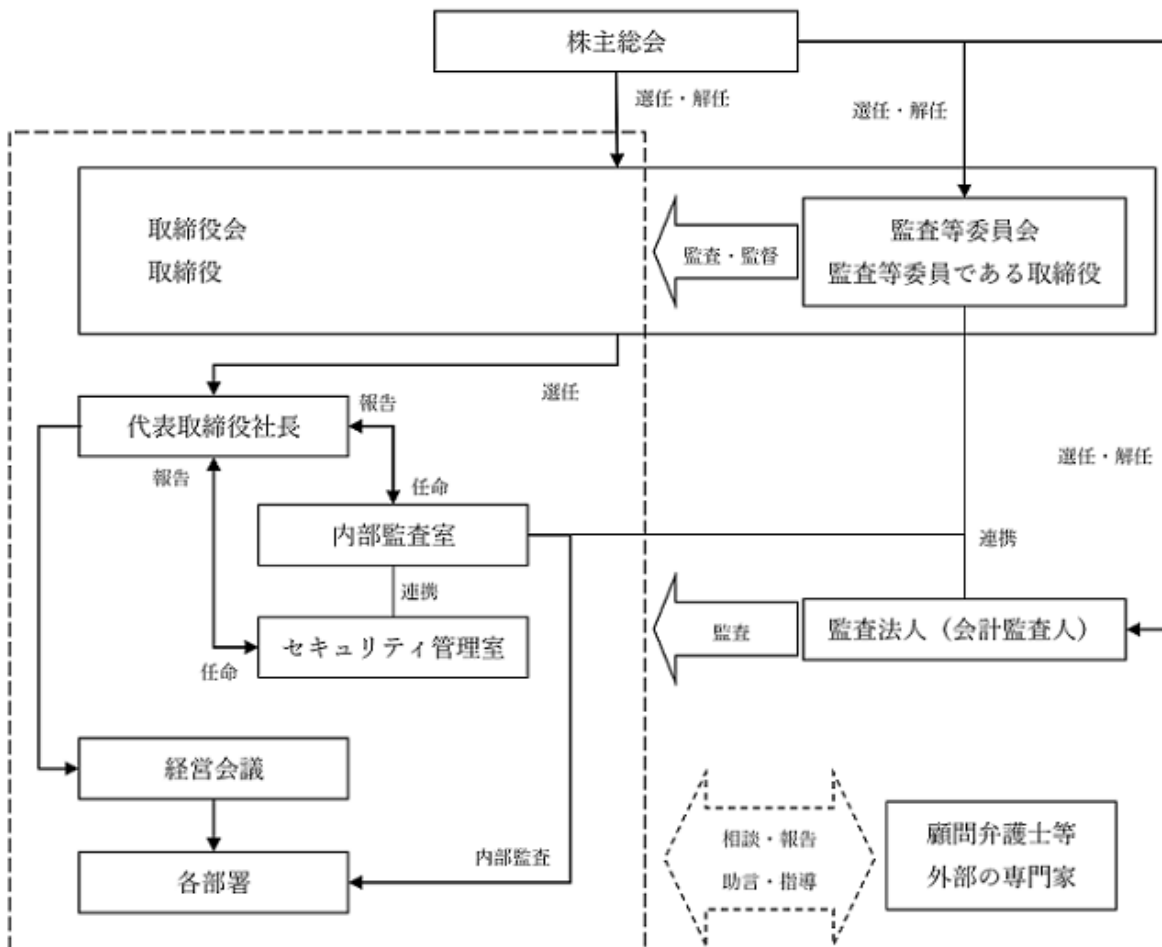 株主総会
選任・解任
選任・解任
取締役会
取締役
監査・監督
監査等委員会
監査等委員である取締役
選任
代表取締役社長
報告
報告
任命
選任・解任
内部監査室
連携
連携
セキュリティ管理室
任命
監査
監査法人（会計監査人）
経営会議
各部署
内部監査
相談・報告
助言・指導
顧問弁護士等
外部の専門家